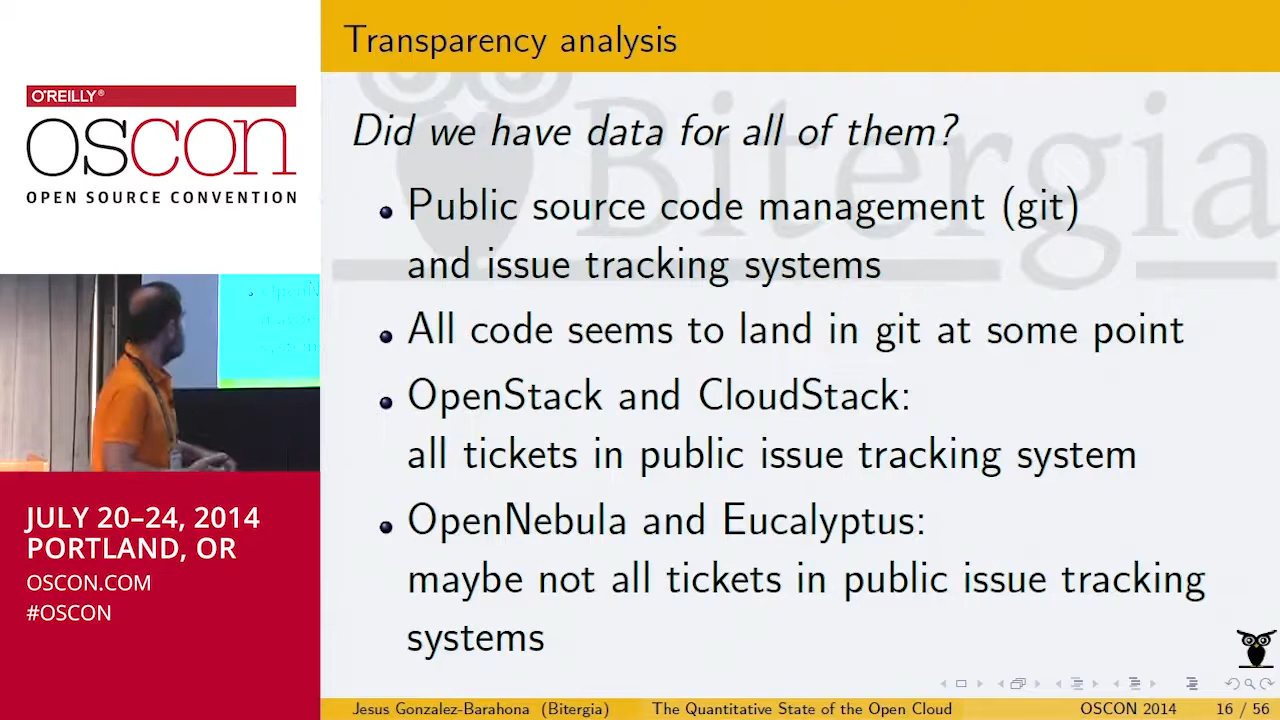 O'REILLY®
OSCON
OPEN SOURCE CONVENTION
JULY 20–24, 2014
PORTLAND, OR
OSCON.COM
#OSCON
Transparency analysis
Bitergia
Did we have data for all of them?
Public source code management (git)
and issue tracking systems
All code seems to land in git at some point
OpenStack and CloudStack:
all tickets in public issue tracking system
OpenNebula and Eucalyptus:
maybe not all tickets in public issue tracking
systems
Jesus Gonzalez-Barahona (Bitergia) The Quantitative State of the Open Cloud OSCON 2014 16 / 56